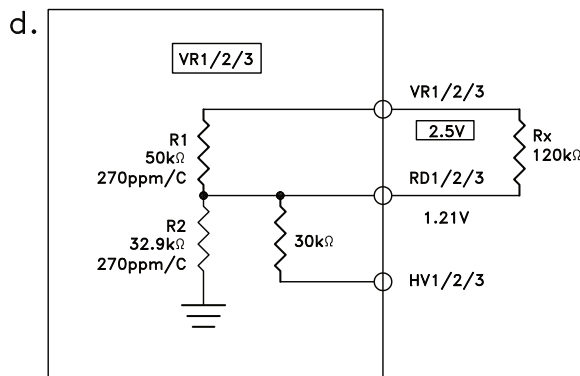 d.
VR1/2/3
VR1/2/3
2.5V
Rx
120kΩ
R1
50kΩ
270ppm/C
RD1/2/3
1.21V
R2
32.9kΩ
270ppm/C
30kΩ
HV1/2/3